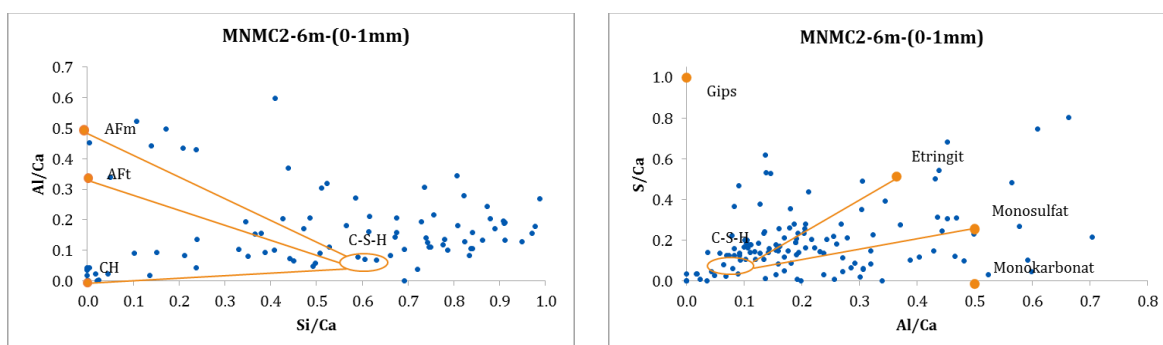 MNMC2-6m-(0-1mm)
Al/Ca
0.7
0.6
0.5
0.4
0.3
0.2
0.1
0.0
AFm
AFt
C-S-H
CH
0.0 0.1 0.2 0.3 0.4 0.5 0.6 0.7 0.8 0.9 1.0
Si/Ca
MNMC2-6m-(0-1mm)
S/Ca
1.0
0.8
0.6
0.4
0.2
0.0
Gips
Etringit
Monosulfat
C-S-H
Monokarbonat
0.0 0.1 0.2 0.3 0.4 0.5 0.6 0.7 0.8
Al/Ca